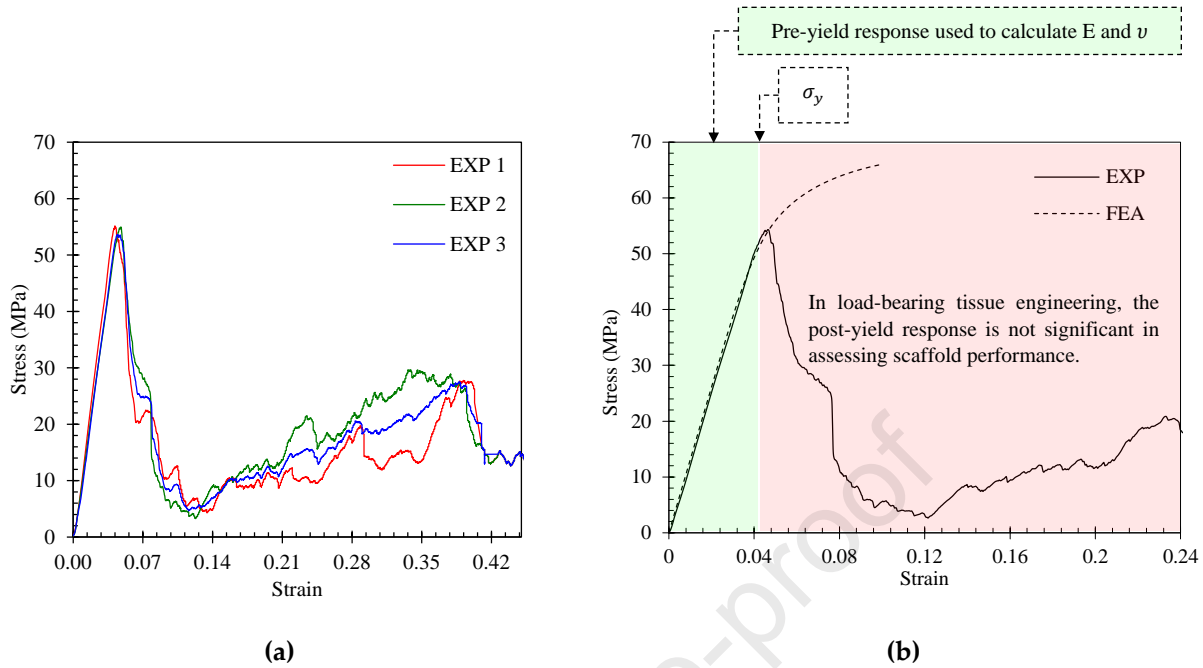 Pre-yield response used to calculate E and υ
σy
70
60
50
40
30
20
10
0
Stress (MPa)
EXP 1
EXP 2
EXP 3
0.00 0.07 0.14 0.21 0.28 0.35 0.42
Strain
(a)
70
60
50
40
30
20
10
0
Stress (MPa)
EXP
FEA
In load-bearing tissue engineering, the
post-yield response is not significant in
assessing scaffold performance.
0 0.04 0.08 0.12 0.16 0.2 0.24
Strain
(b)
e-proof